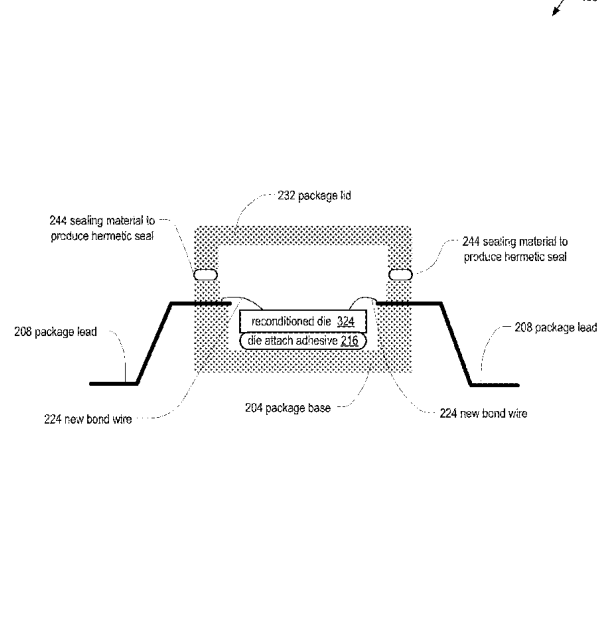 232 package lid
244 sealing material to
produce hermetic seal
244 sealing material to
produce hermetic seal
reconditioned die 324
die attach adhesive 216
208 package lead
208 package lead
224 new bond wire
204 package base
224 new bond wire